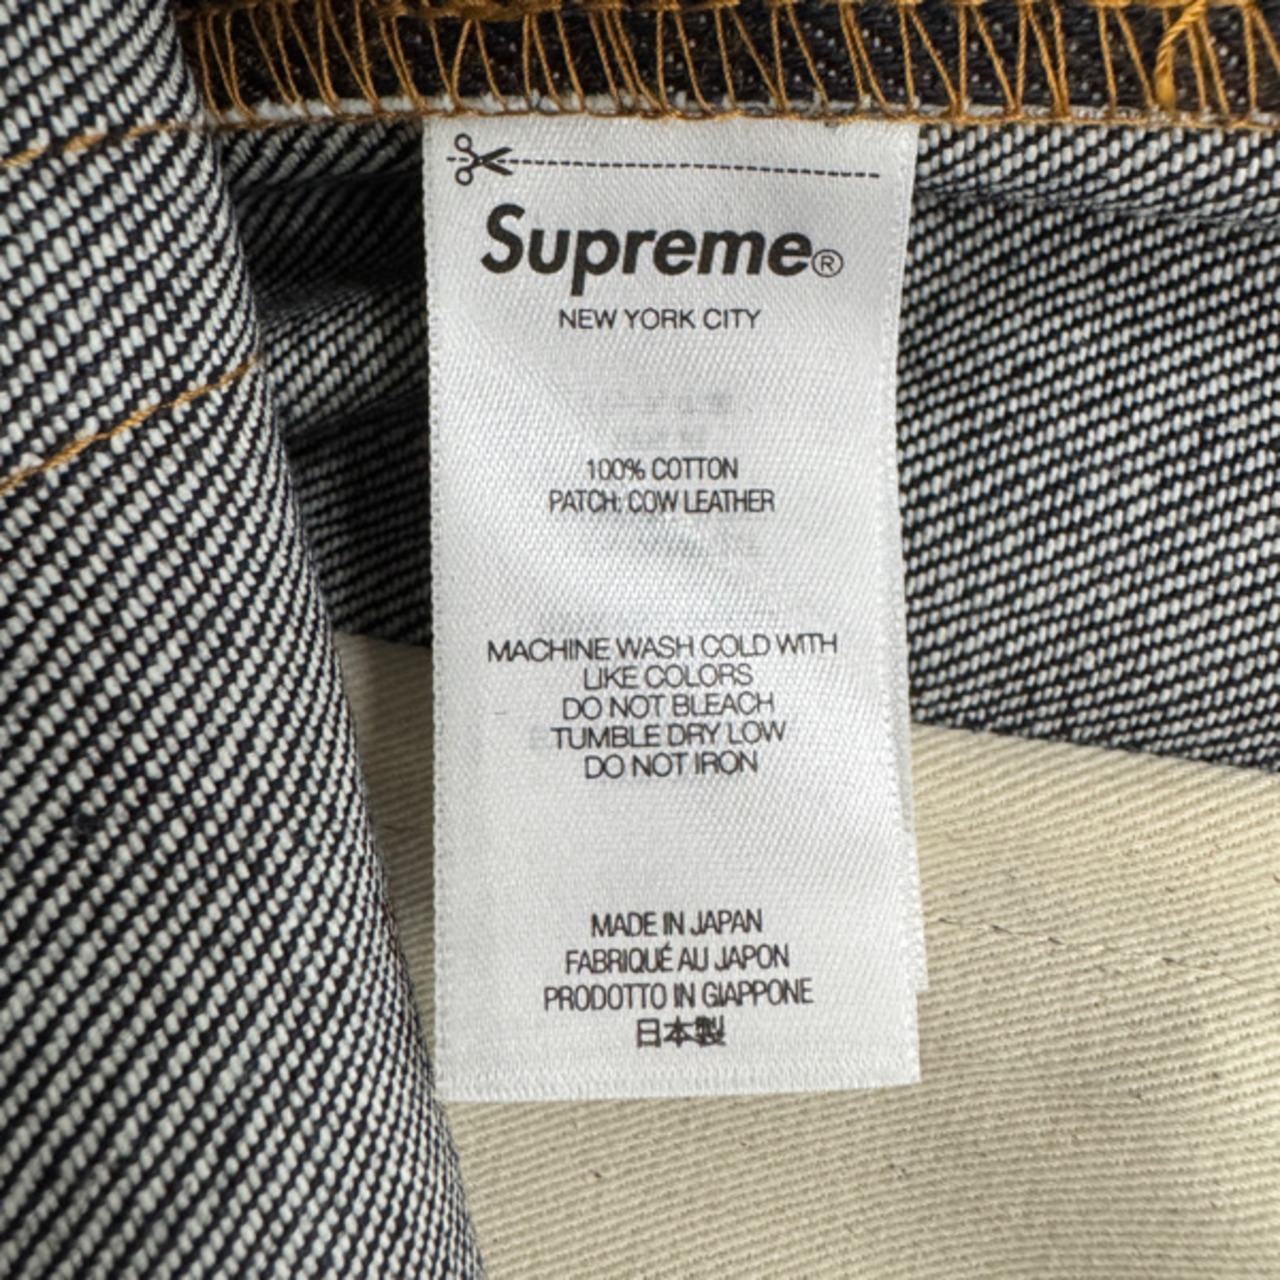 Supreme®
NEW YORK CITY
100% COTTON
PATCH: COW LEATHER
MACHINE WASH COLD WITH
LIKE COLORS
DO NOT BLEACH
TUMBLE DRY LOW
DO NOT IRON
MADE IN JAPAN
FABRIQUÉ AU JAPON
PRODOTTO IN GIAPPONE
日本製